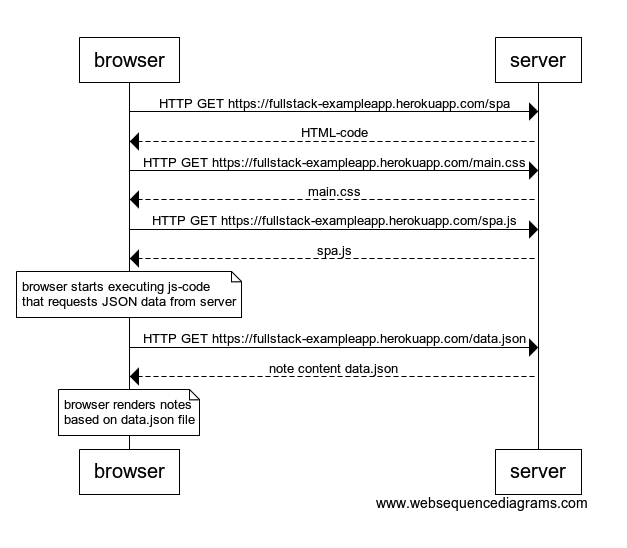 browser
server
HTTP GET https://fullstack-exampleapp.herokuapp.com/spa
HTML-code
HTTP GET https://fullstack-exampleapp.herokuapp.com/main.css
main.css
HTTP GET https://fullstack-exampleapp.herokuapp.com/spa.js
spa.js
browser starts executing js-code
that requests JSON data from server
HTTP GET https://fullstack-exampleapp.herokuapp.com/data.json
note content data.json
browser renders notes
based on data.json file
browser
server
www.websequencediagrams.com